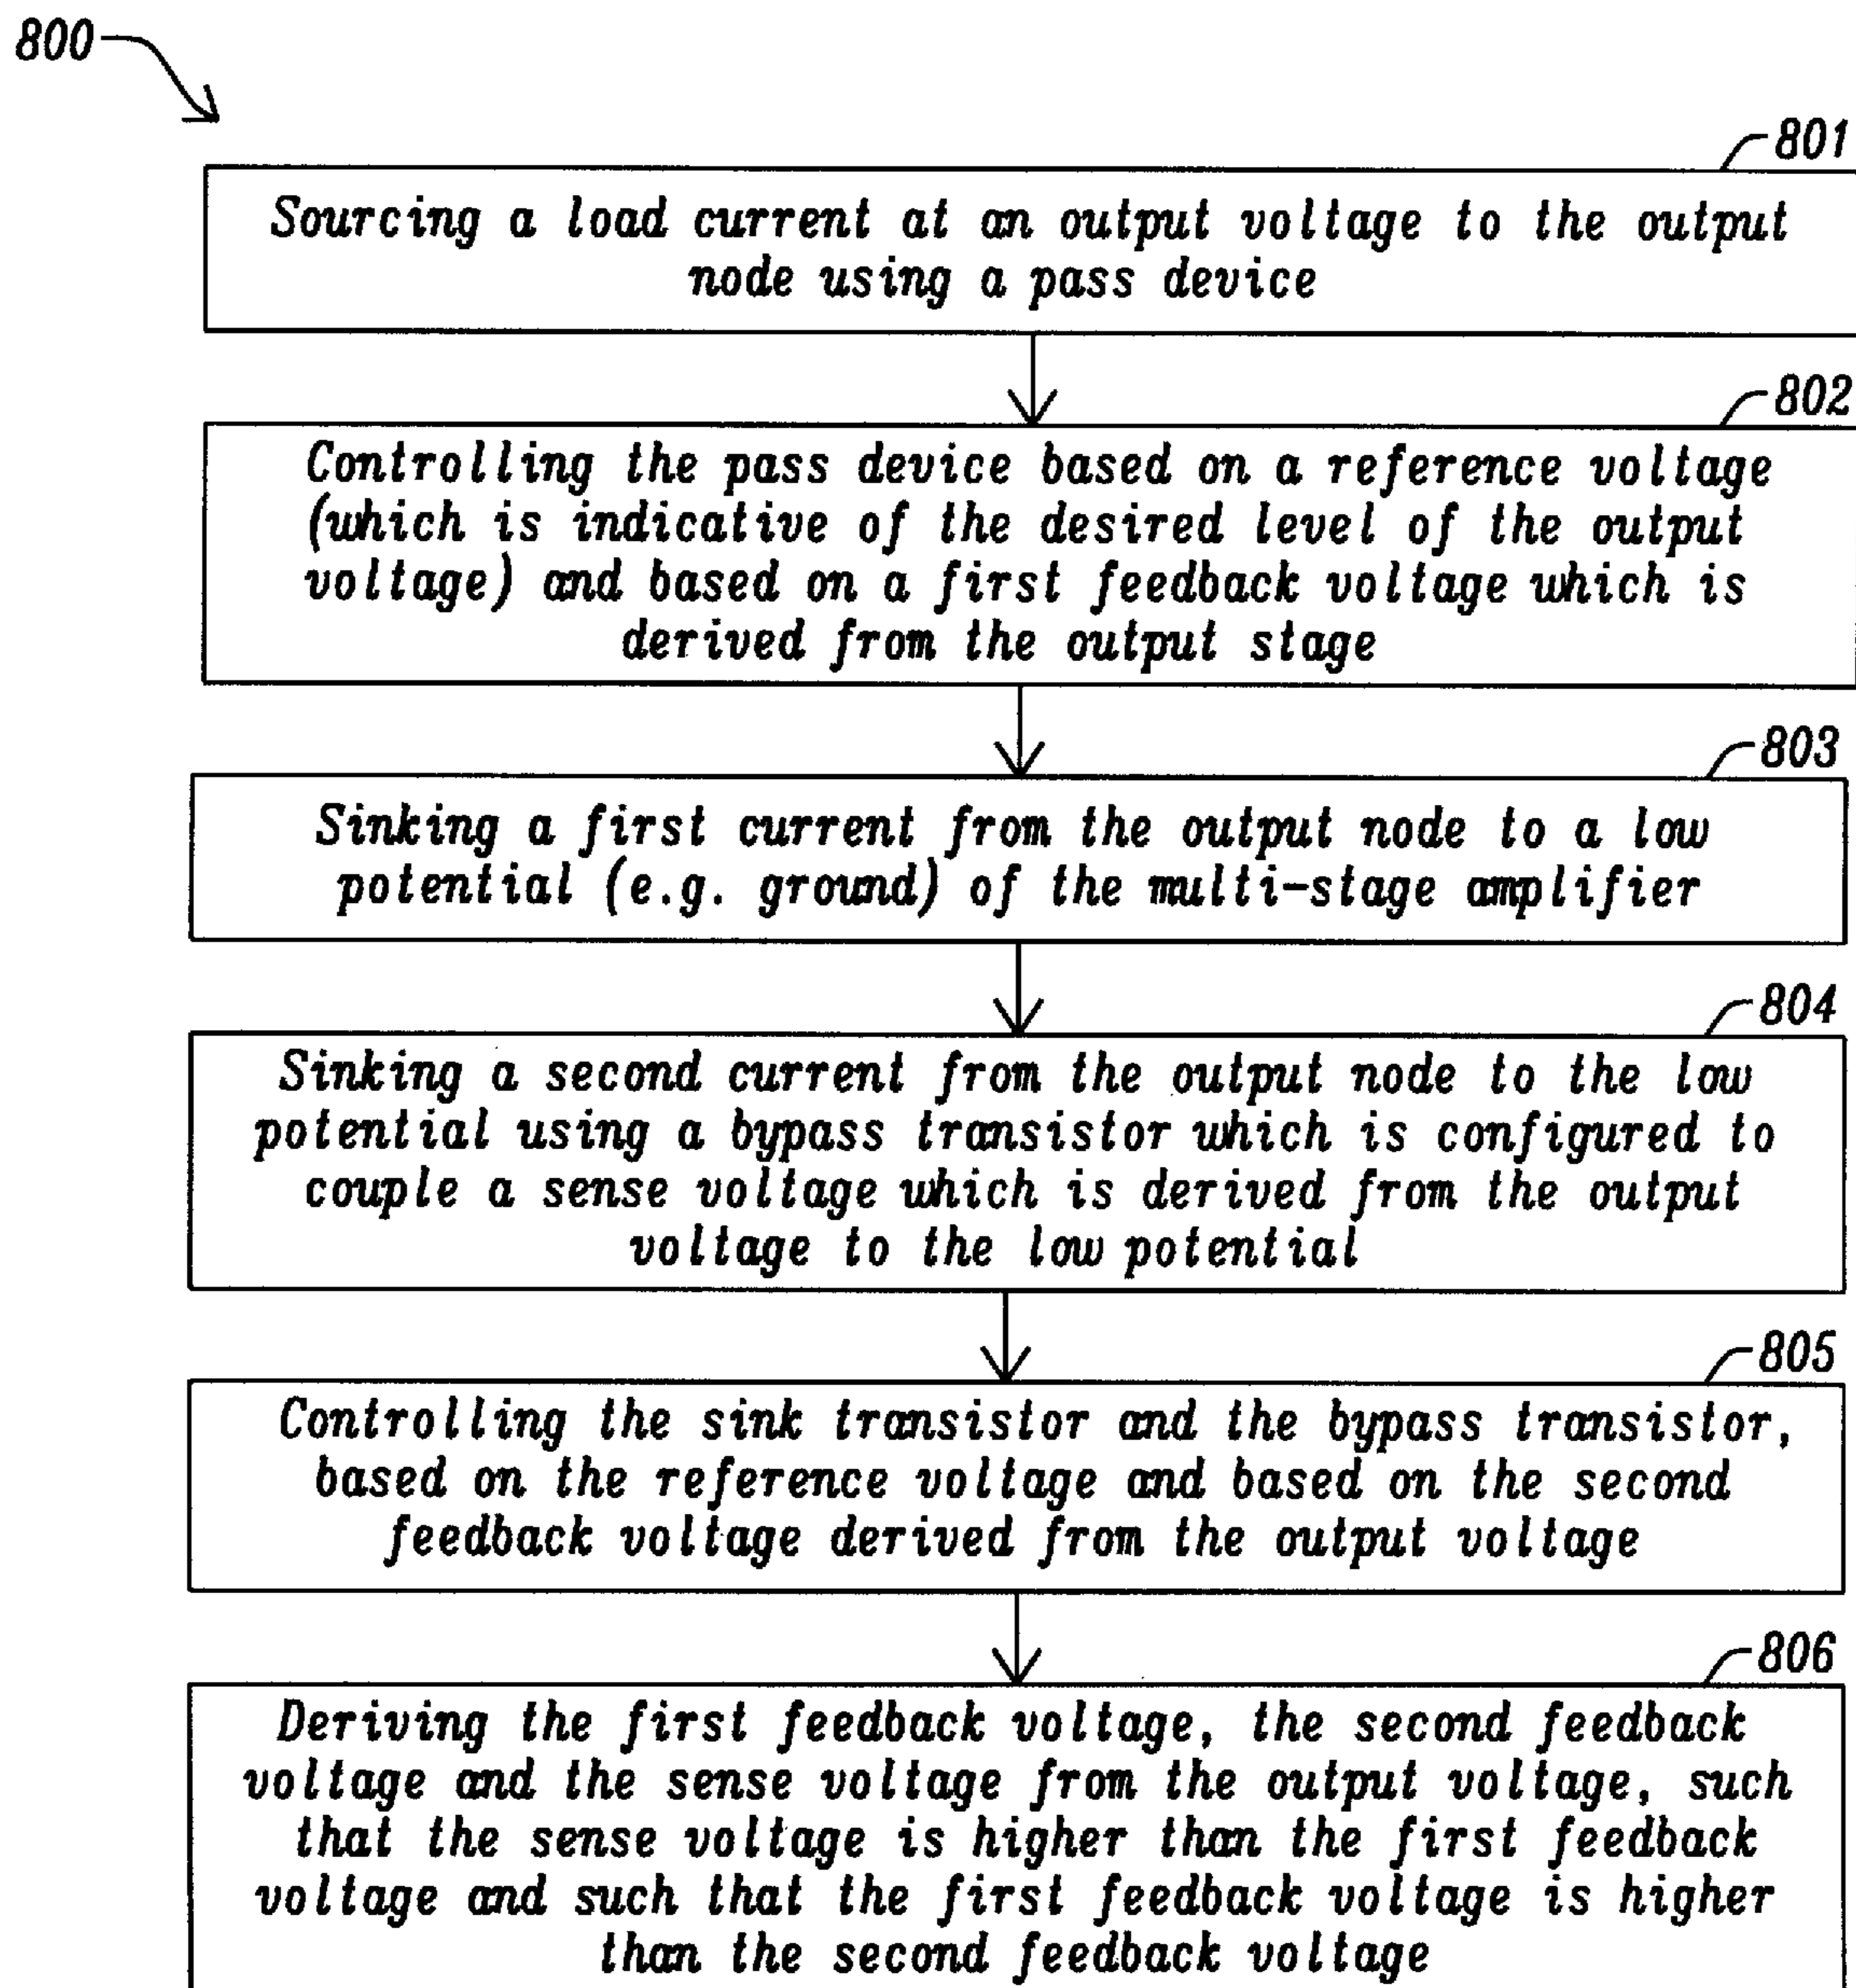 800
801
Sourcing a load current at an output voltage to the output
node using a pass device
802
Controlling the pass device based on a reference voltage
(which is indicative of the desired level of the output
voltage) and based on a first feedback voltage which is
derived from the output stage
803
Sinking a first current from the output node to a low
potential (e.g. ground) of the multi-stage amplifier
804
Sinking a second current from the output node to the low
potential using a bypass transistor which is configured to
couple a sense voltage which is derived from the output
voltage to the low potential
805
Controlling the sink transistor and the bypass transistor,
based on the reference voltage and based on the second
feedback voltage derived from the output voltage
806
Deriving the first feedback voltage, the second feedback
voltage and the sense voltage from the output voltage, such
that the sense voltage is higher than the first feedback
voltage and such that the first feedback voltage is higher
than the second feedback voltage